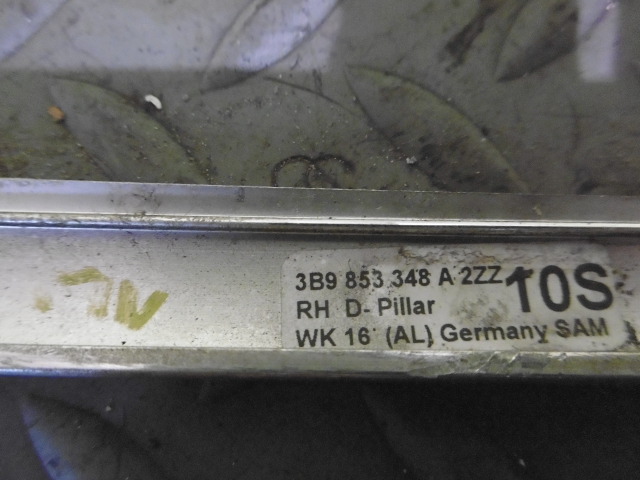 3B9 853 348 A 2ZZ 10S
RH D-Pillar
WK 16 (AL) Germany SAM